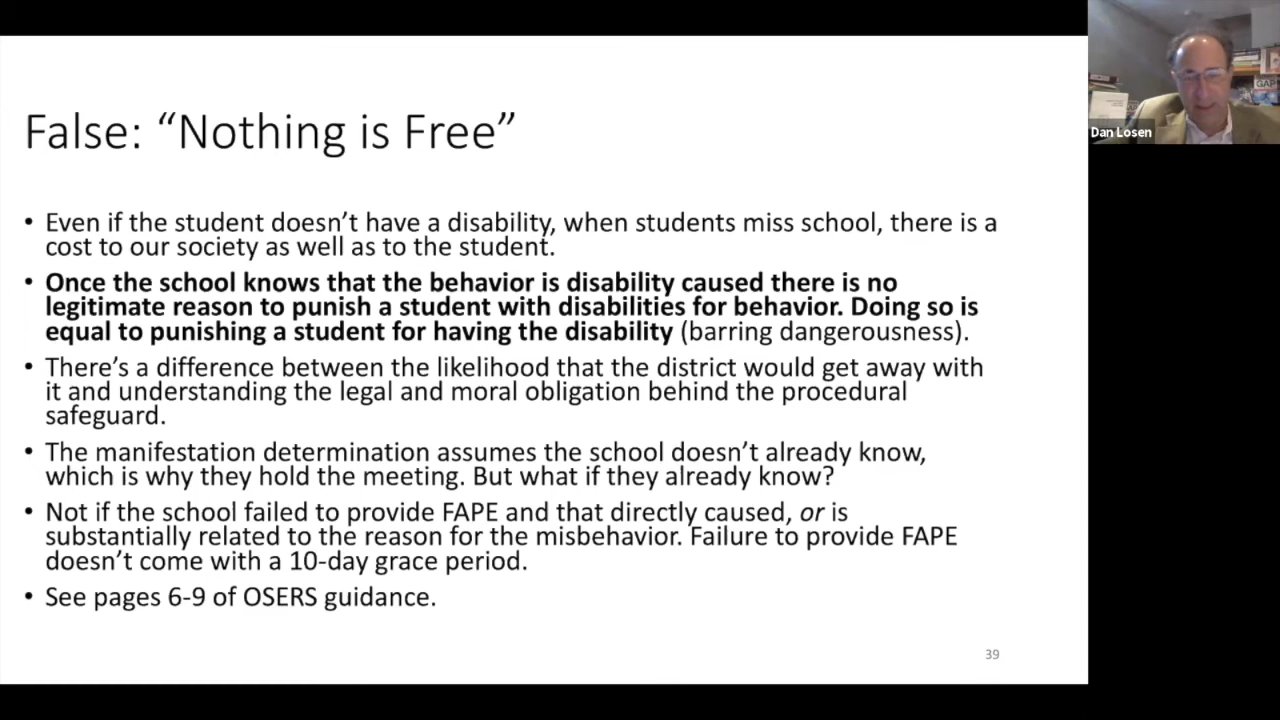 False: “Nothing is Free”
• Even if the student doesn’t have a disability, when students miss school, there is a
cost to our society as well as to the student.
• Once the school knows that the behavior is disability caused there is no
legitimate reason to punish a student with disabilities for behavior. Doing so is
equal to punishing a student for having the disability (barring dangerousness).
• There’s a difference between the likelihood that the district would get away with
it and understanding the legal and moral obligation behind the procedural
safeguard.
• The manifestation determination assumes the school doesn’t already know,
which is why they hold the meeting. But what if they already know?
• Not if the school failed to provide FAPE and that directly caused, or is
substantially related to the reason for the misbehavior. Failure to provide FAPE
doesn’t come with a 10-day grace period.
• See pages 6-9 of OSERS guidance.
39
Dan Losen